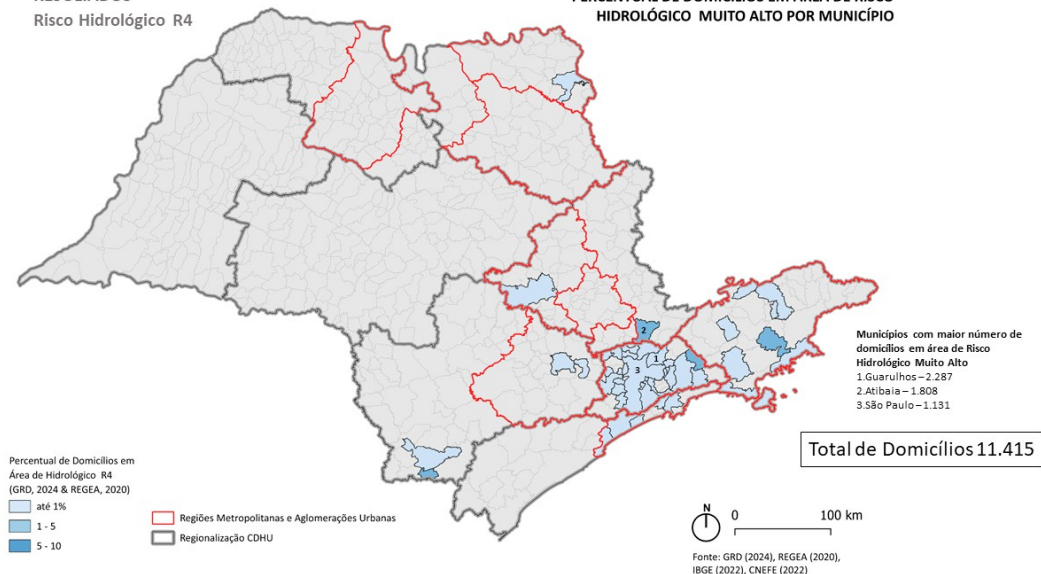 Risco Hidrológico R4
HIDROLÓGICO MUITO ALTO POR MUNICÍPIO
2
1
3
Municípios com maior número de
domicílios em área de Risco
Hidrológico Muito Alto
1.Guarulhos – 2.287
2.Atibaia – 1.808
3.São Paulo – 1.131
Total de Domicílios 11.415
Percentual de Domicílios em
Área de Hidrológico R4
(GRD, 2024 & REGEA, 2020)
até 1%
1 - 5
5 - 10
Regiões Metropolitanas e Aglomerações Urbanas
Regionalização CDHU
N
0 100 km
Fonte: GRD (2024), REGEA (2020),
IBGE (2022), CNEFE (2022)